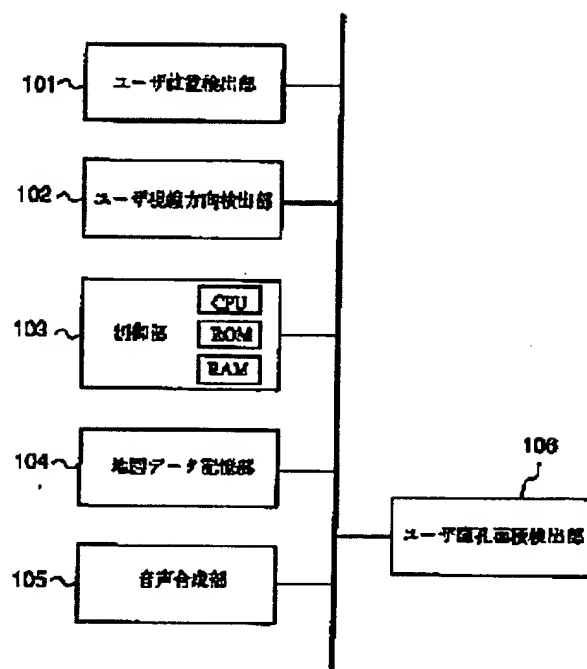 101
ユーザ位置検出部
102
ユーザ視線方向検出部
103
制御部
CPU
ROM
RAM
104
地図データ記憶部
105
音声合成部
106
ユーザ瞳孔面積検出部